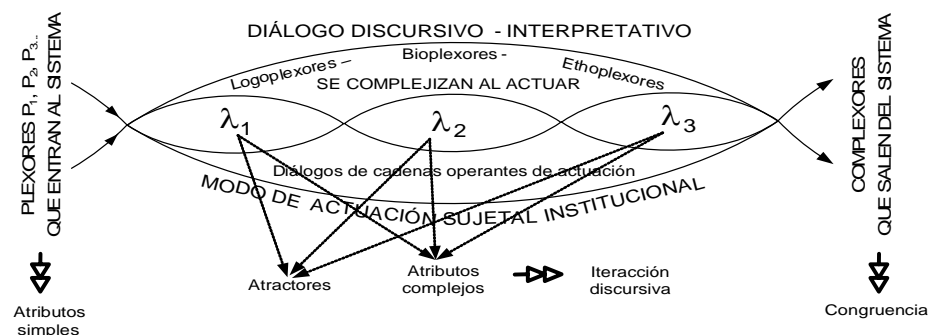 DIÁLOGO DISCURSIVO - INTERPRETATIVO
Logoplexores – Bioplexores - Ethoplexores
SE COMPLEJIZAN AL ACTUAR
PLEXORES P1, P2, P3...
QUE ENTRAN AL SISTEMA
λ1 λ2 λ3
COMPLEXORES
QUE SALEN DEL SISTEMA
Diálogos de cadenas operantes de actuación
MODO DE ACTUACIÓN SUJETAL INSTITUCIONAL
Atractores
Atributos
complejos
Iteracción
discursiva
Atributos
simples
Congruencia